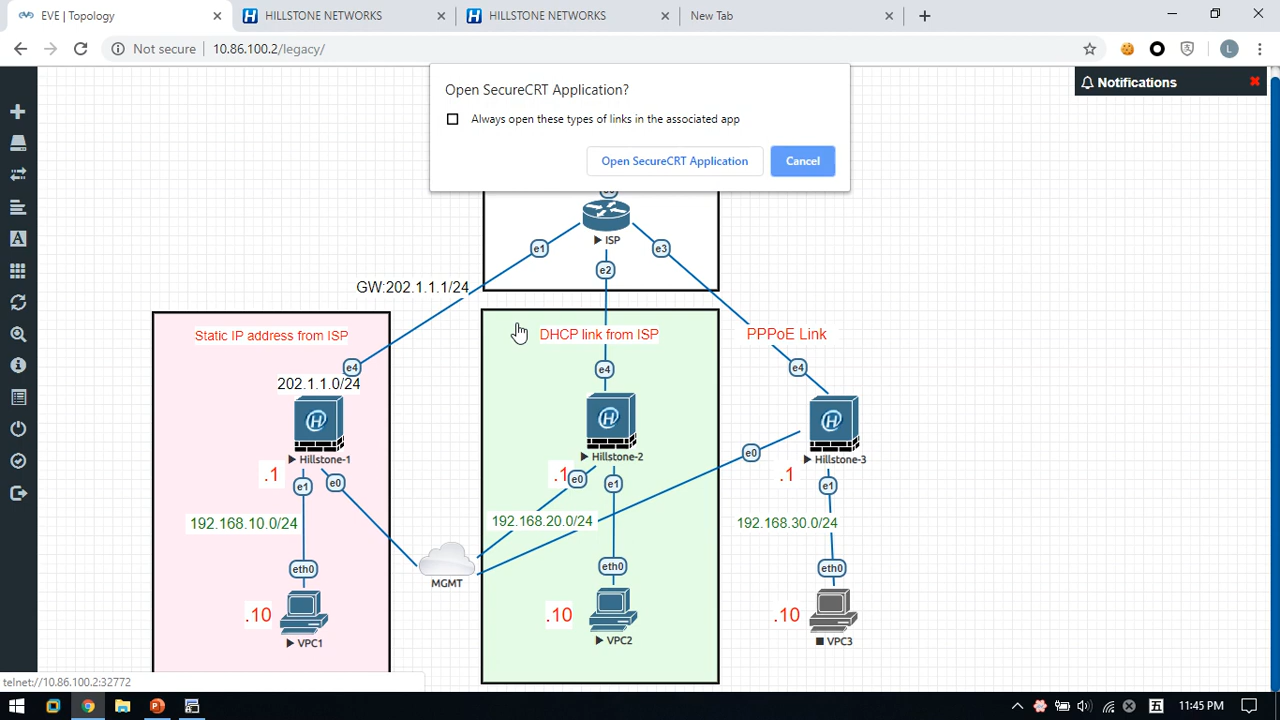 EVE | Topology
HILLSTONE NETWORKS
HILLSTONE NETWORKS
New Tab
Not secure
10.86.100.2/legacy/
L
Open SecureCRT Application?
Always open these types of links in the associated app
Open SecureCRT Application
Cancel
Notifications
ISP
e1
e3
e2
GW:202.1.1.1/24
Static IP address from ISP
DHCP link from ISP
PPPoE Link
e4
e4
e4
202.1.1.0/24
Hillstone-1
Hillstone-2
Hillstone-3
.1
.1
.1
e0
e0
e0
e1
e1
e1
192.168.10.0/24
192.168.20.0/24
192.168.30.0/24
MGMT
eth0
eth0
eth0
.10
.10
.10
VPC1
VPC2
VPC3
telnet://10.86.100.2:32772
五
11:45 PM